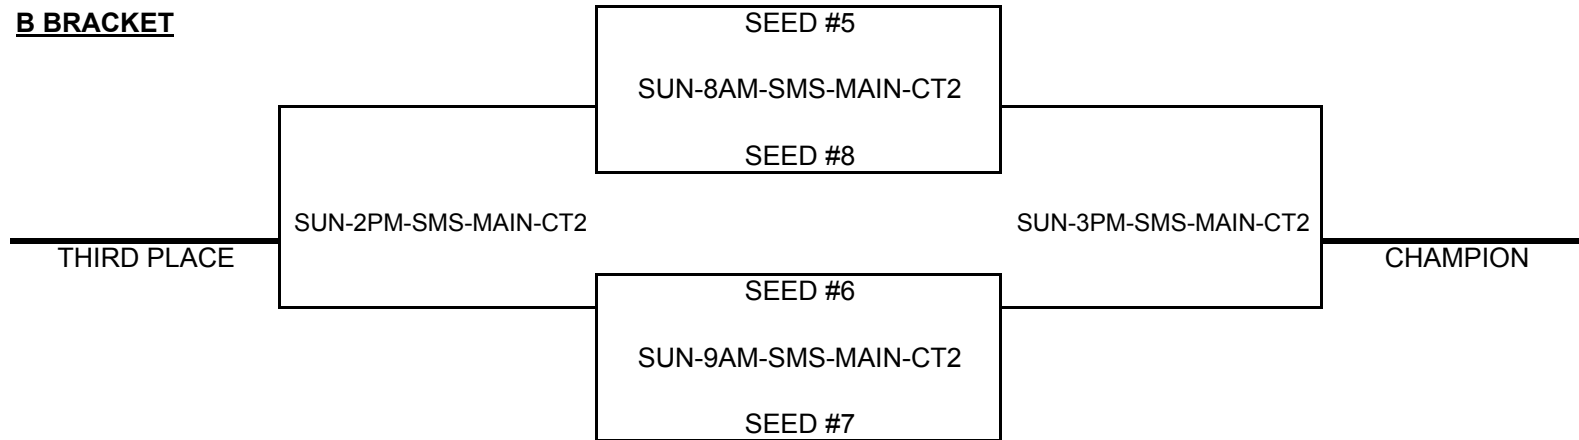 B BRACKET
SEED #5
SUN-8AM-SMS-MAIN-CT2
SEED #8
SUN-2PM-SMS-MAIN-CT2
SUN-3PM-SMS-MAIN-CT2
THIRD PLACE
CHAMPION
SEED #6
SUN-9AM-SMS-MAIN-CT2
SEED #7